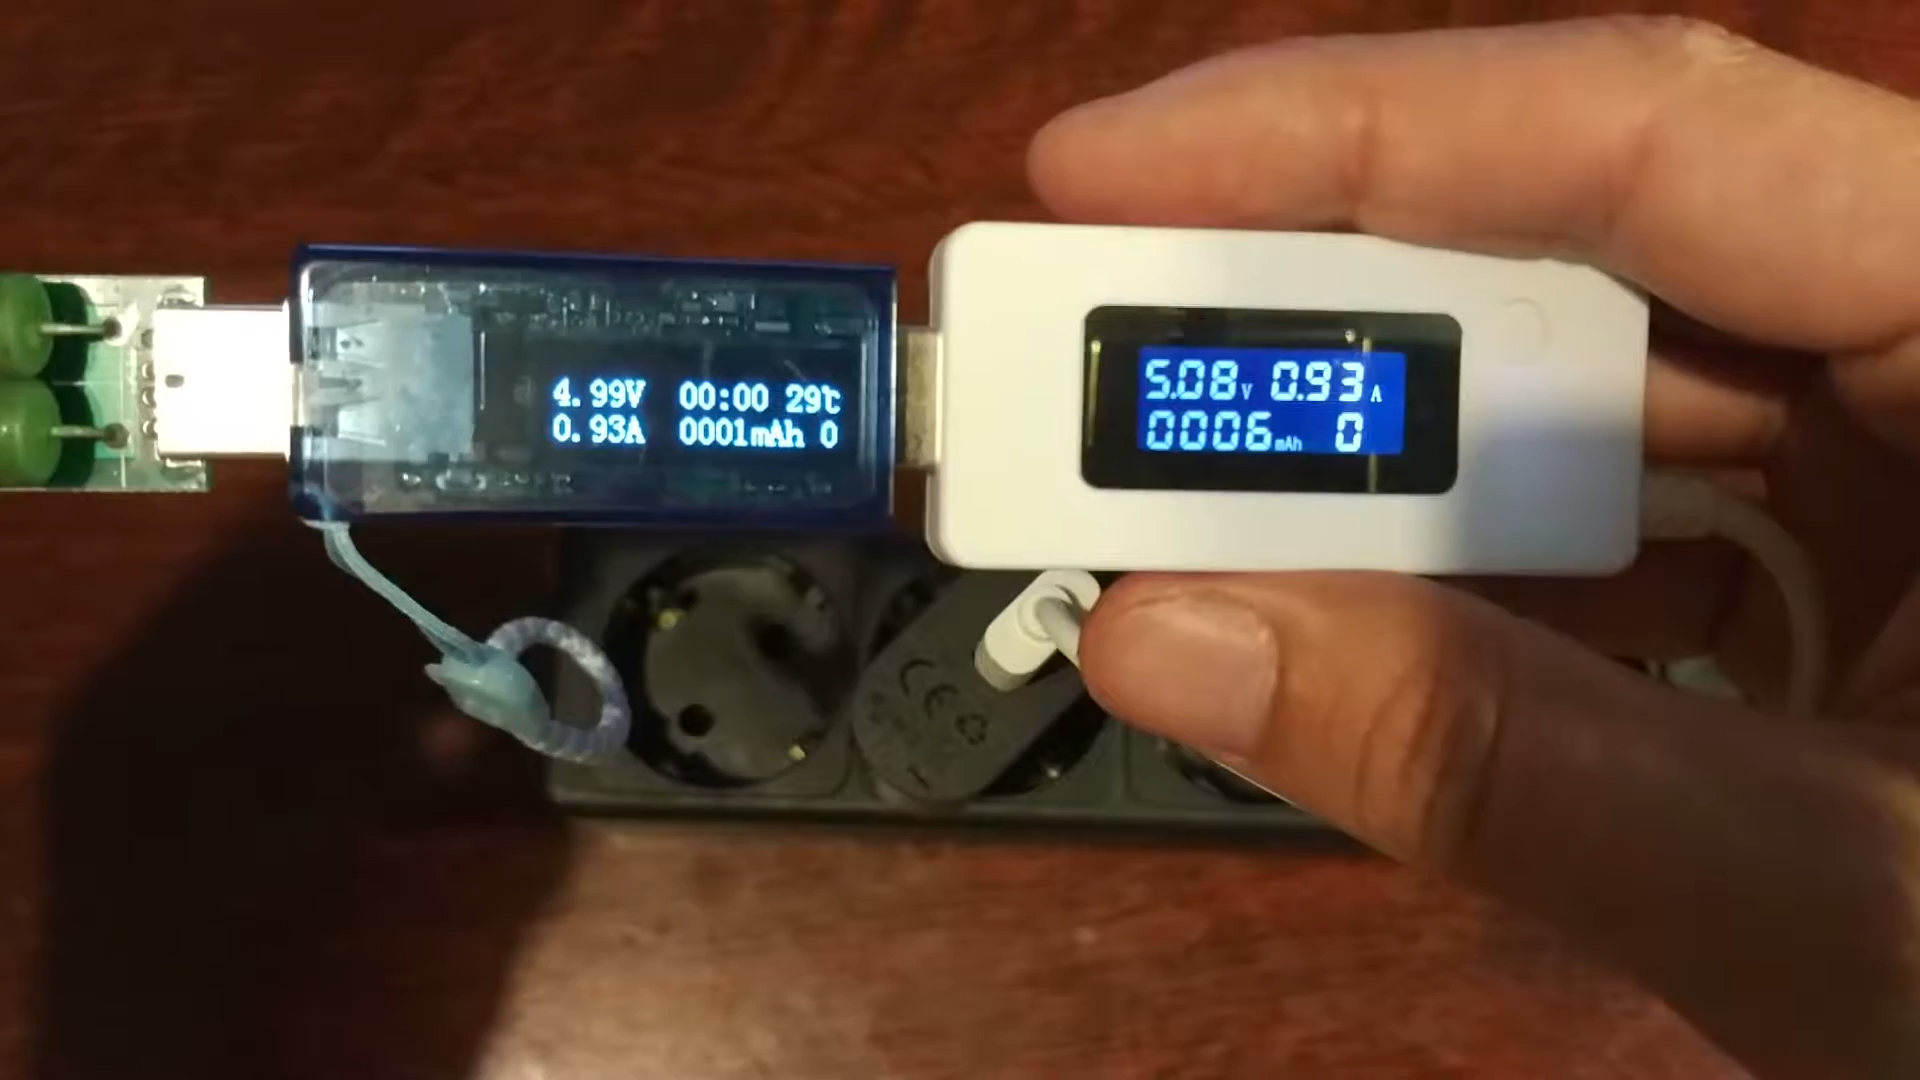 4.99V 00:00 29℃
0.93A 0001mAh 0
5.08V 0.93A
0006mAh 0